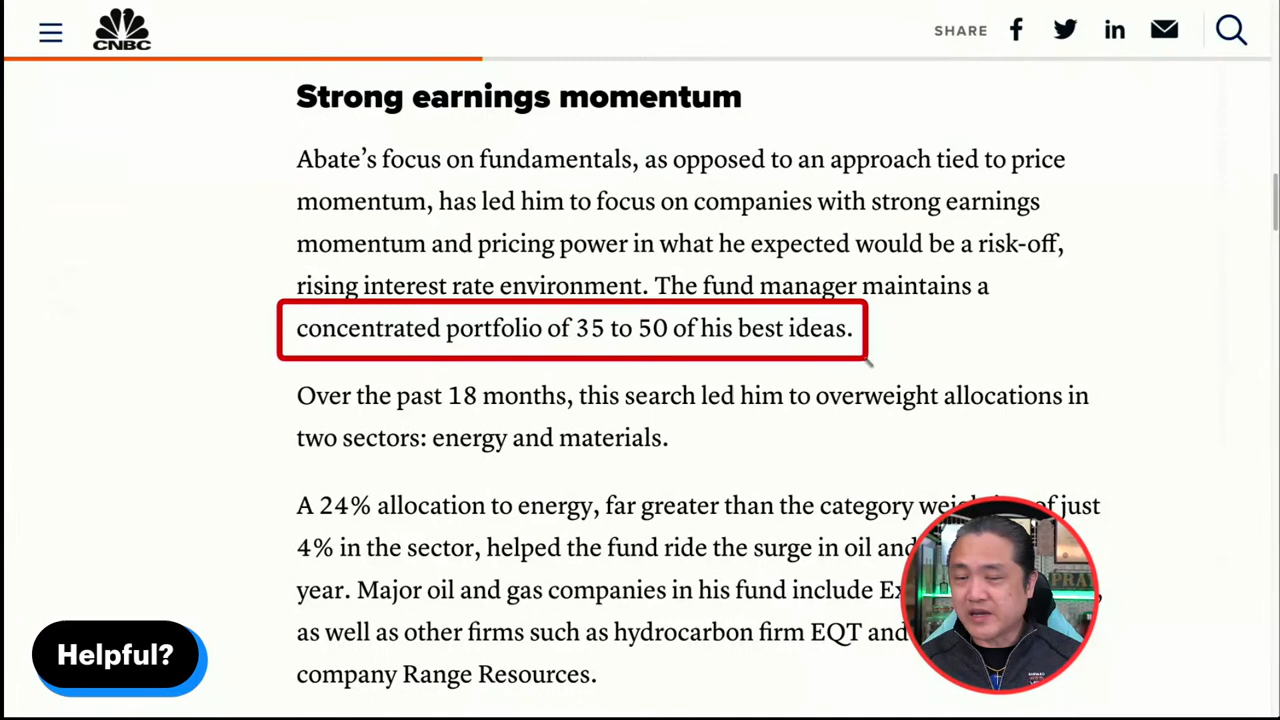 CNBC
SHARE
Strong earnings momentum
Abate’s focus on fundamentals, as opposed to an approach tied to price
momentum, has led him to focus on companies with strong earnings
momentum and pricing power in what he expected would be a risk-off,
rising interest rate environment. The fund manager maintains a
concentrated portfolio of 35 to 50 of his best ideas.
Over the past 18 months, this search led him to overweight allocations in
two sectors: energy and materials.
A 24% allocation to energy, far greater than the category of just
4% in the sector, helped the fund ride the surge in oil and
year. Major oil and gas companies in his fund include
as well as other firms such as hydrocarbon firm EQT and
company Range Resources.
Helpful?